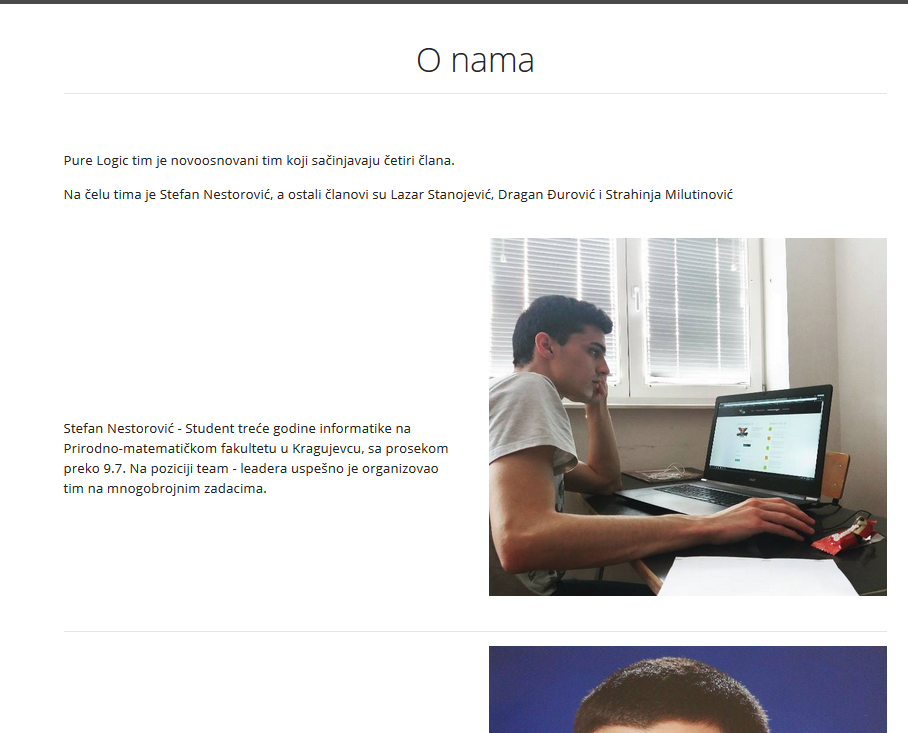 O nama
Pure Logic tim je novoosnovani tim koji sačinjavaju četiri člana.
Na čelu tima je Stefan Nestorović, a ostali članovi su Lazar Stanojević, Dragan Đurović i Strahinja Milutinović
Stefan Nestorović - Student treće godine informatike na
Prirodno-matematičkom fakultetu u Kragujevcu, sa prosekom
preko 9.7. Na poziciji team - leadera uspešno je organizovao
tim na mnogobrojnim zadacima.